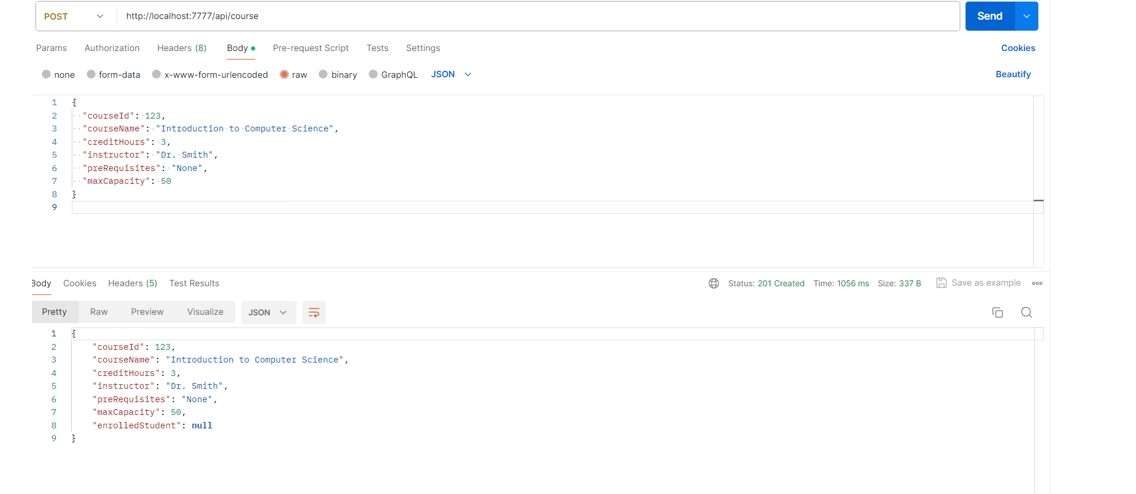 POST http://localhost:7777/api/course Send
Params Authorization Headers (8) Body Pre-request Script Tests Settings Cookies
none form-data x-www-form-urlencoded raw binary GraphQL JSON Beautify
1 {
2 "courseId": 123,
3 "courseName": "Introduction to Computer Science",
4 "creditHours": 3,
5 "instructor": "Dr. Smith",
6 "preRequisites": "None",
7 "maxCapacity": 50
8 }
9
Body Cookies Headers (5) Test Results Status: 201 Created Time: 1056 ms Size: 337 B Save as example
Pretty Raw Preview Visualize JSON
1 {
2 "courseId": 123,
3 "courseName": "Introduction to Computer Science",
4 "creditHours": 3,
5 "instructor": "Dr. Smith",
6 "preRequisites": "None",
7 "maxCapacity": 50,
8 "enrolledStudent": null
9 }